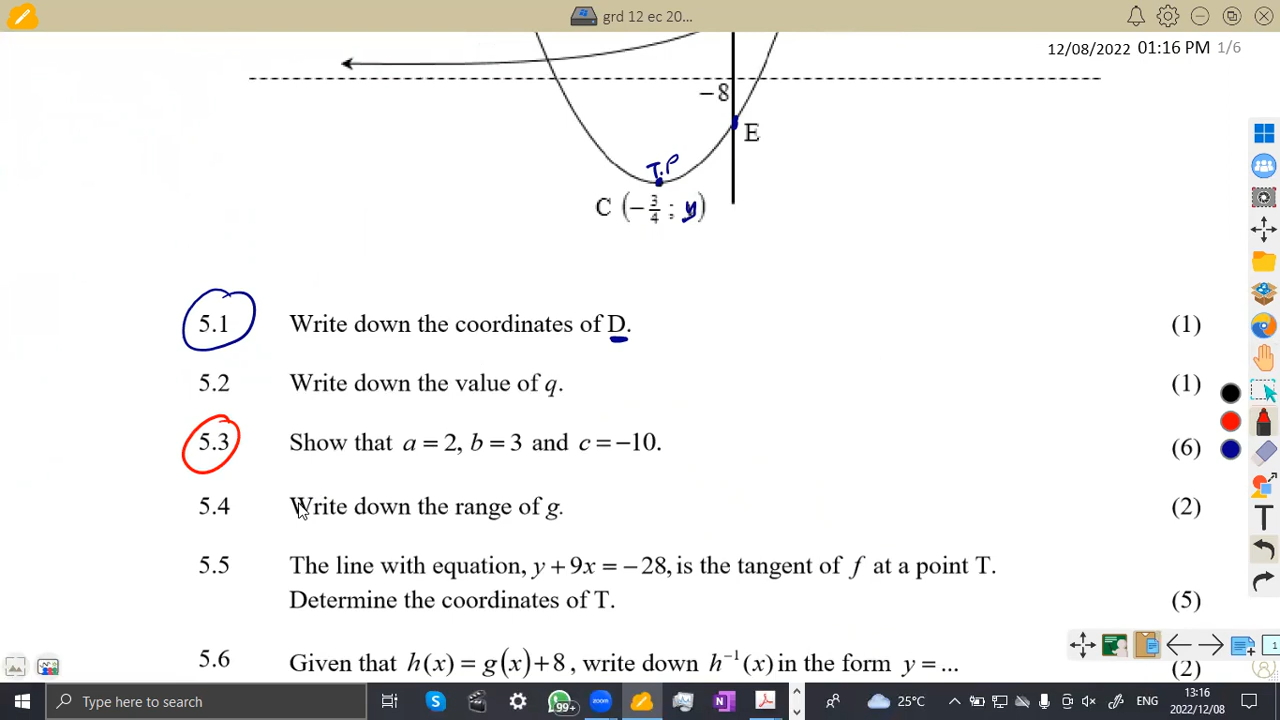 grd 12 ec 20...
12/08/2022 01:16 PM 1/6
−8
E
T.P
C (−3/4 ; y)
5.1 Write down the coordinates of D. (1)
5.2 Write down the value of q. (1)
5.3 Show that a = 2, b = 3 and c = −10. (6)
5.4 Write down the range of g. (2)
5.5 The line with equation, y + 9x = −28, is the tangent of f at a point T.
Determine the coordinates of T. (5)
5.6 Given that h(x) = g(x) + 8, write down h⁻¹(x) in the form y = ... (2)
T
1
Type here to search
99+
zoom
25°C
ENG
13:16
2022/12/08